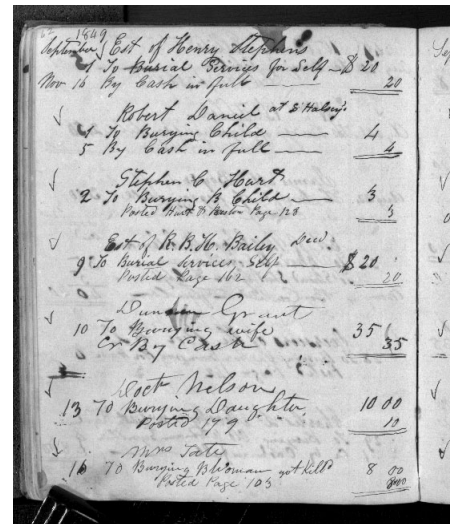 1849
September Est of Henry Stephens
1 To Burial Services for Self $20
Nov 16 By Cash in full 20
Robert Daniel at S Halsey's
4 To Burying Child 4
5 By Cash in full 4
Stephen C Hart
2 To Burying B Child 3
Posted Hart & Page 128 3
Est of R. B. H. Bailey Decd
9 To Burial Services Self $20
Posted Page 162 20
Duncan Grant
10 To Burying wife 35
Cr By Cash 35
Doct Nelson
13 To Burying Daughter 10 00
Posted 179 10
Mrs Tate
16 To Burying B Woman got killd 8 00
Posted Page 103